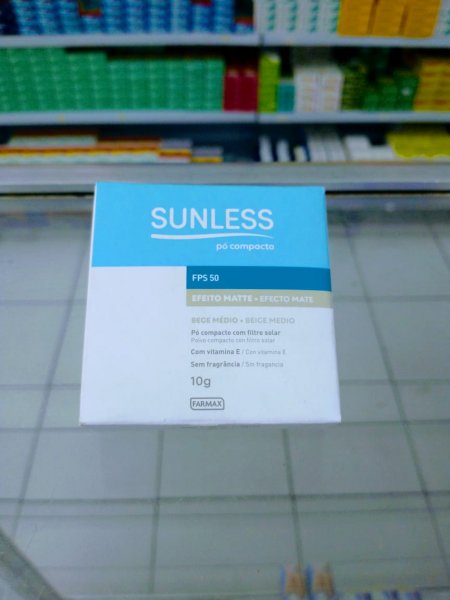 SUNLESS
pó compacto
FPS 50
EFEITO MATTE • EFECTO MATE
BEGE MÉDIO • BEIGE MEDIO
Pó compacto com filtro solar
Polvo compacto con filtro solar
Com vitamina E / Con vitamina E
Sem fragrância / Sin fragancia
10g
FARMAX